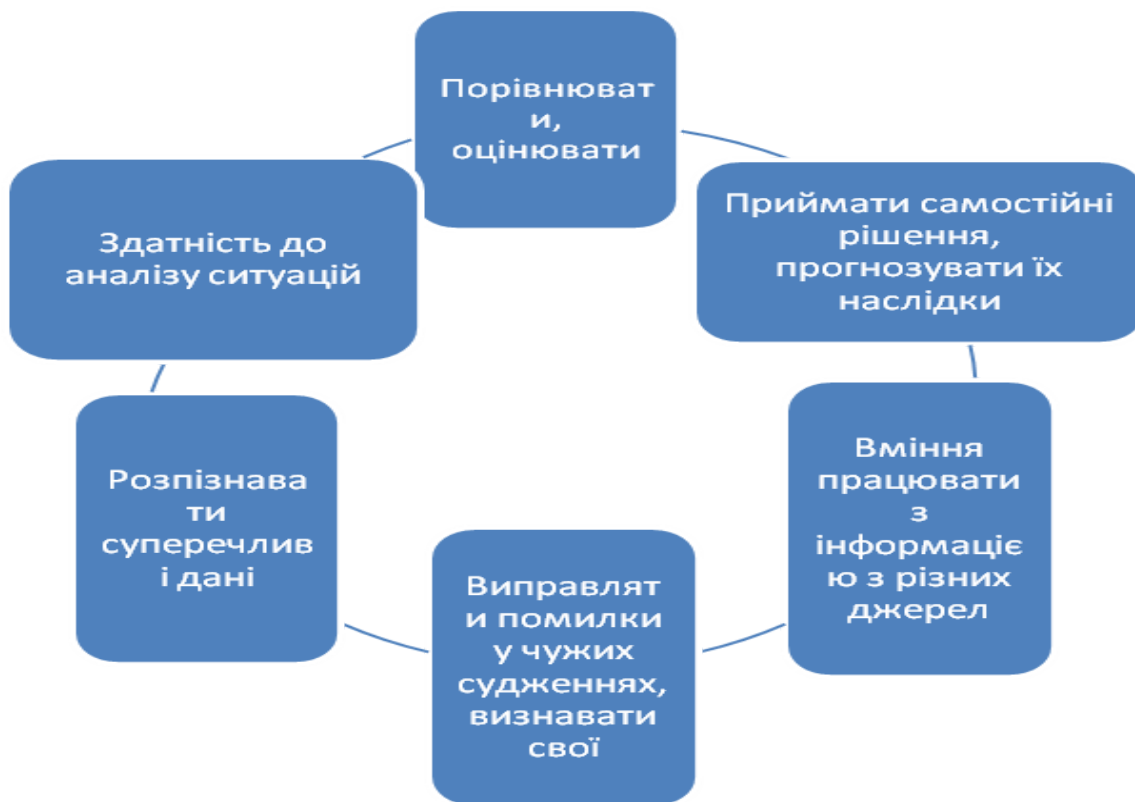 Порівнюват
и,
оцінювати
Приймати самостійні
рішення,
прогнозувати їх
наслідки
Вміння
працювати
з
інформаціє
ю з різних
джерел
Виправлят
и помилки
у чужих
судженнях,
визнавати
свої
Розпізнава
ти
суперечлив
і дані
Здатність до
аналізу ситуацій